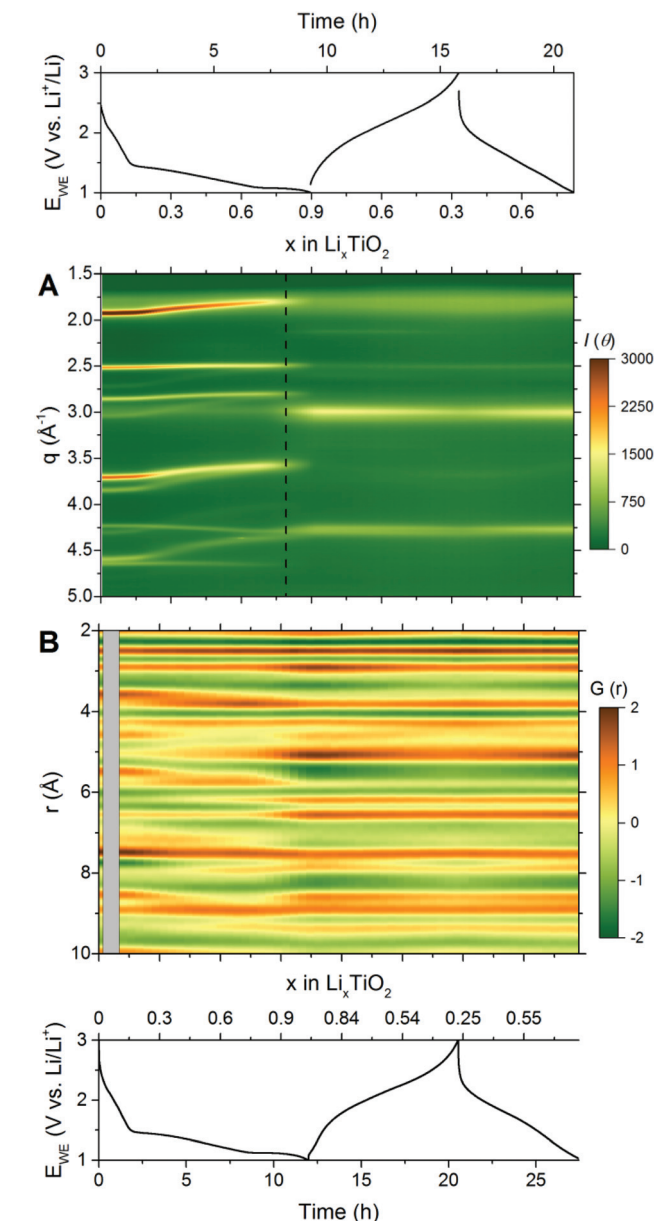 Time (h)
0 5 10 15 20
3
2
1
E_WE (V vs. Li⁺/Li)
0 0.3 0.6 0.9 0.6 0.3 0.6
x in LiₓTiO₂
A
1.5
2.0
2.5
3.0
3.5
4.0
4.5
5.0
q (Å⁻¹)
I (θ)
3000
2250
1500
750
0
B
2
4
6
8
10
r (Å)
G (r)
2
1
0
-1
-2
x in LiₓTiO₂
0 0.3 0.6 0.9 0.84 0.54 0.25 0.55
3
2
1
E_WE (V vs. Li/Li⁺)
0 5 10 15 20 25
Time (h)